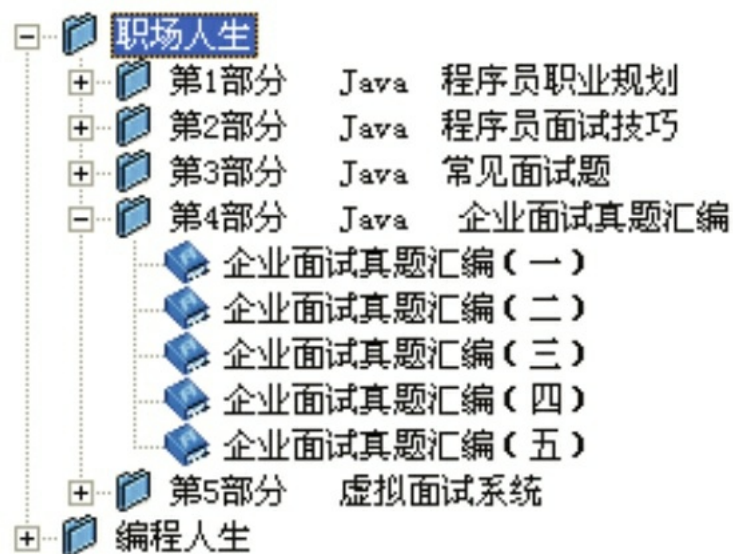 职场人生
第1部分 Java 程序员职业规划
第2部分 Java 程序员面试技巧
第3部分 Java 常见面试题
第4部分 Java 企业面试真题汇编
企业面试真题汇编(一)
企业面试真题汇编(二)
企业面试真题汇编(三)
企业面试真题汇编(四)
企业面试真题汇编(五)
第5部分 虚拟面试系统
编程人生